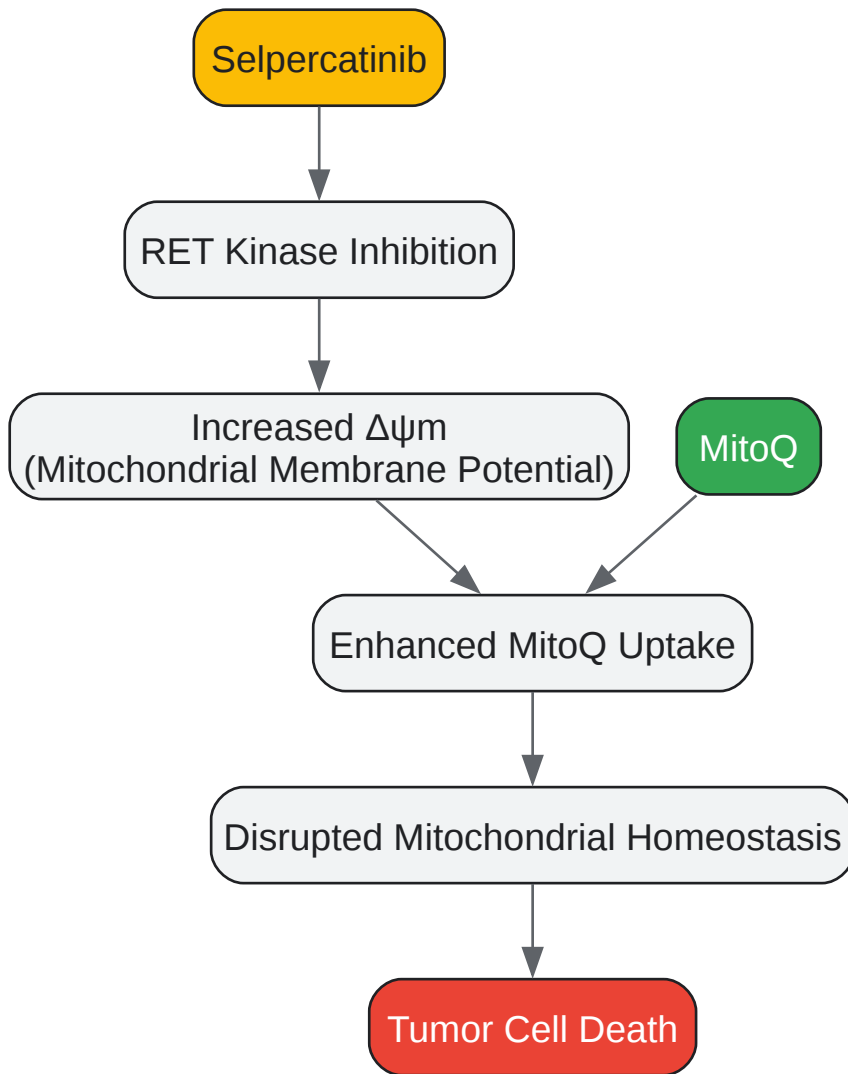 Selpercatinib
RET Kinase Inhibition
Increased Δψm
(Mitochondrial Membrane Potential)
MitoQ
Enhanced MitoQ Uptake
Disrupted Mitochondrial Homeostasis
Tumor Cell Death